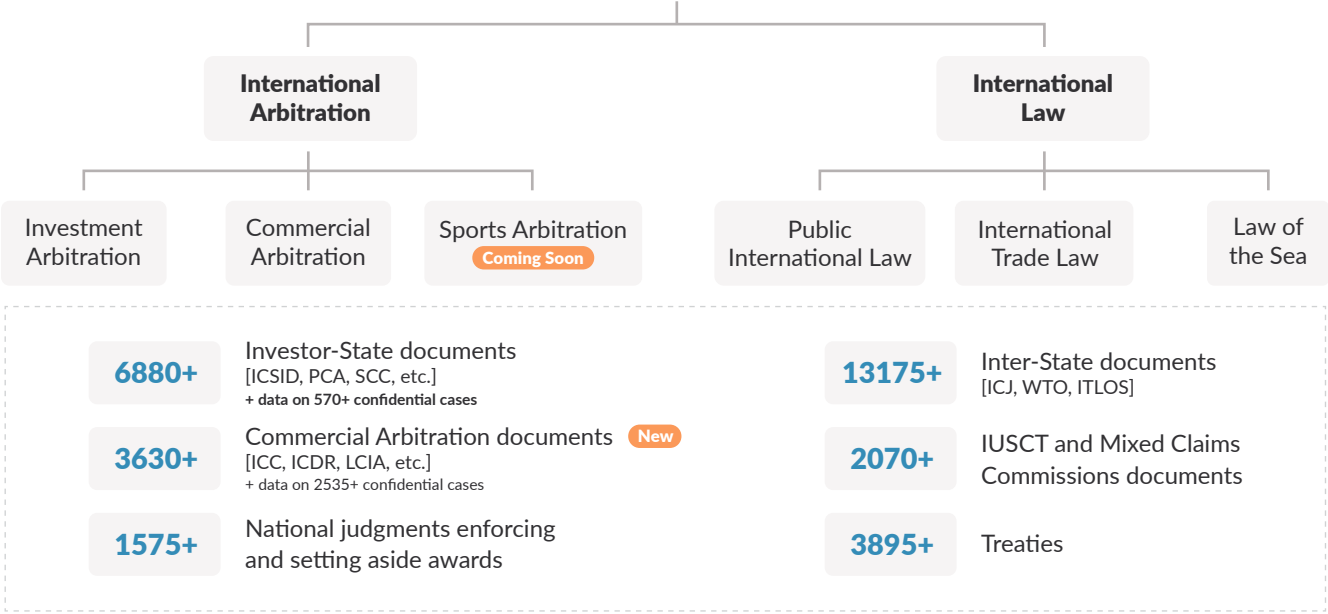 International
Arbitration
International
Law
Investment
Arbitration
Commercial
Arbitration
Sports Arbitration
Coming Soon
Public
International Law
International
Trade Law
Law of
the Sea
6880+
Investor-State documents
[ICSID, PCA, SCC, etc.]
+ data on 570+ confidential cases
3630+
Commercial Arbitration documents New
[ICC, ICDR, LCIA, etc.]
+ data on 2535+ confidential cases
1575+
National judgments enforcing
and setting aside awards
13175+
Inter-State documents
[ICJ, WTO, ITLOS]
2070+
IUSCT and Mixed Claims
Commissions documents
3895+
Treaties